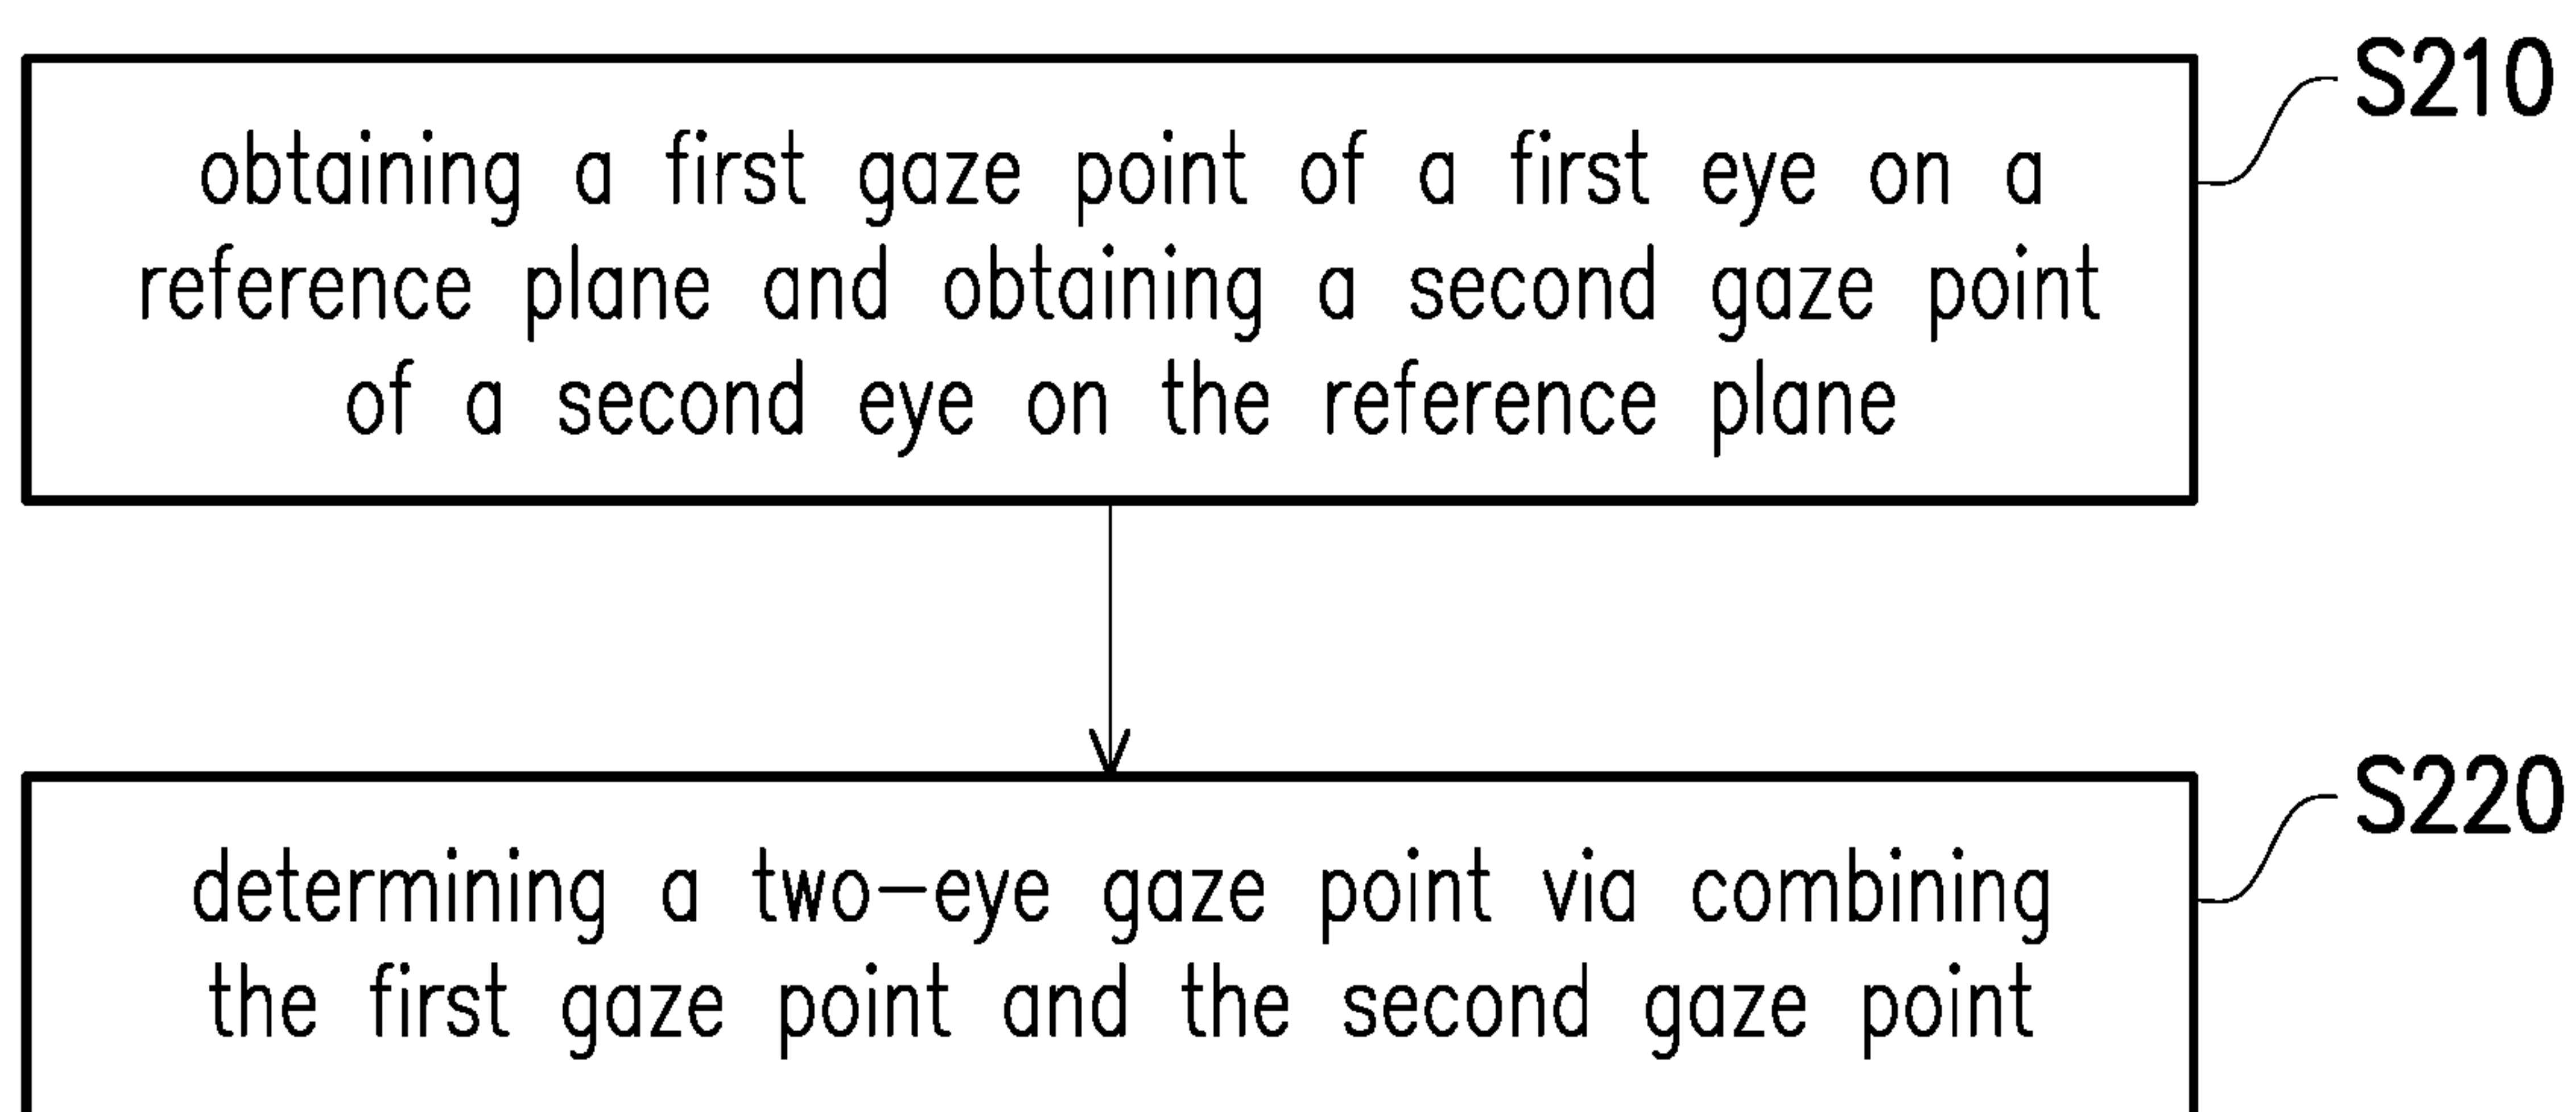 S210
obtaining a first gaze point of a first eye on a
reference plane and obtaining a second gaze point
of a second eye on the reference plane
S220
determining a two-eye gaze point via combining
the first gaze point and the second gaze point